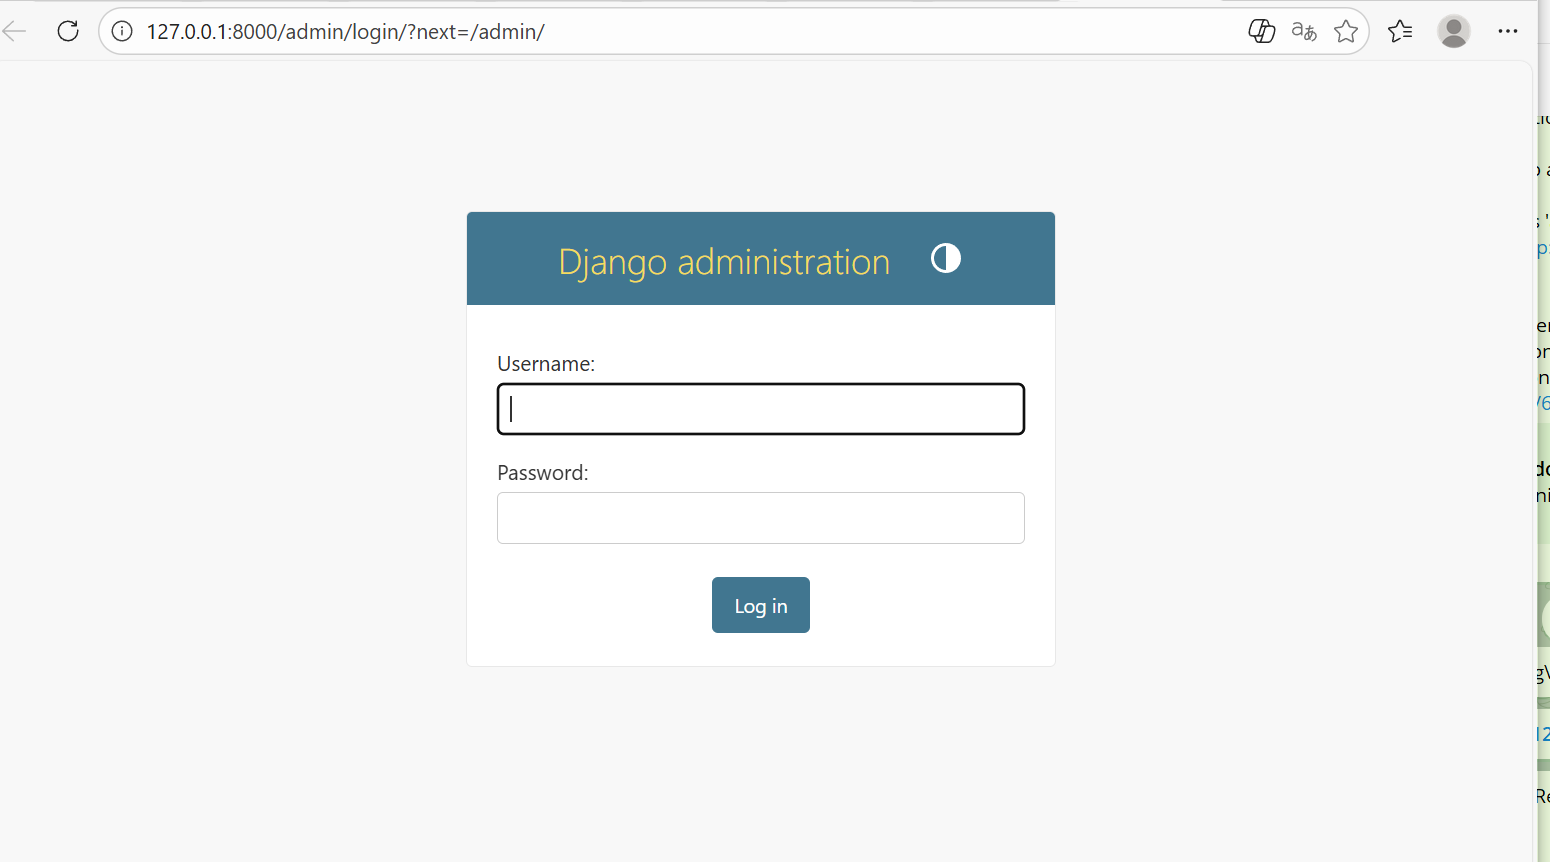 127.0.0.1:8000/admin/login/?next=/admin/
Django administration
Username:
Password:
Log in